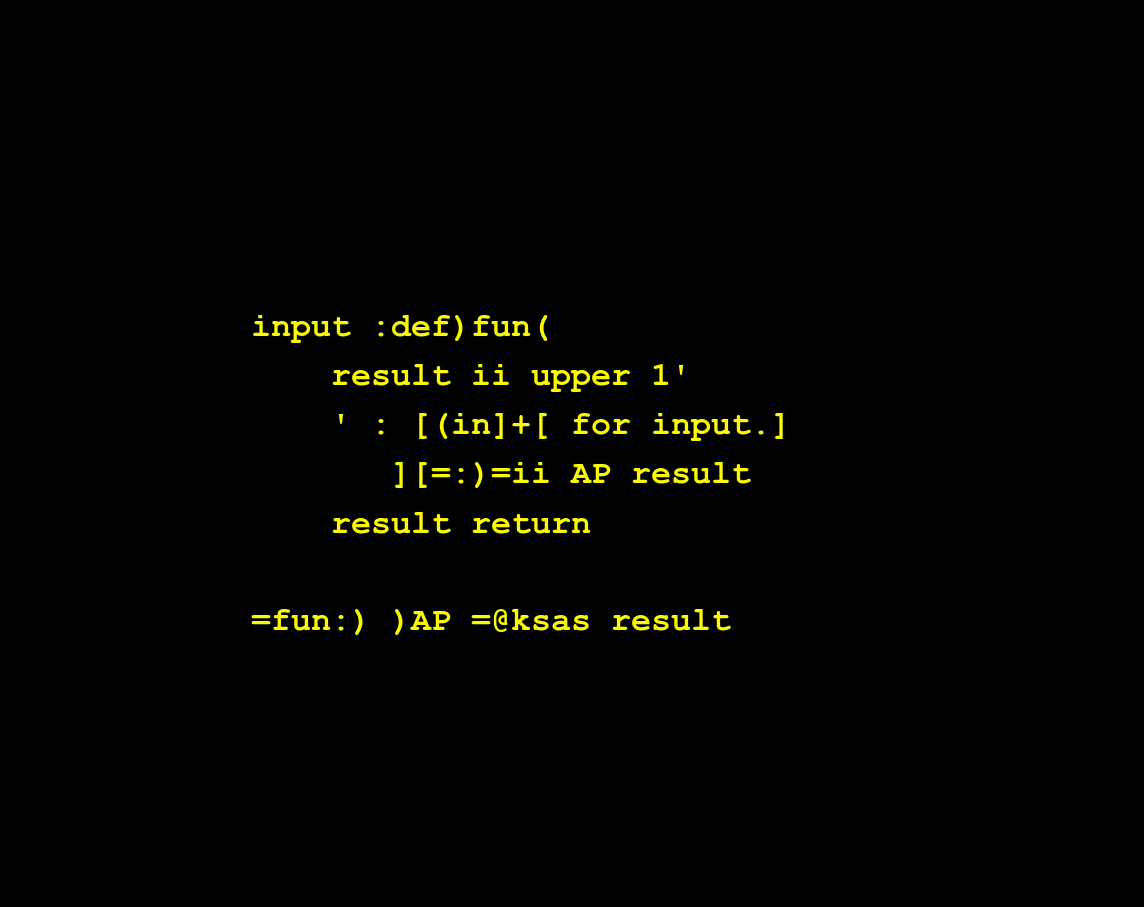 input :def)fun(
result ii upper 1'
' : [(in]+[ for input.]
][=:)=ii AP result
result return
=fun:) )AP =@ksas result